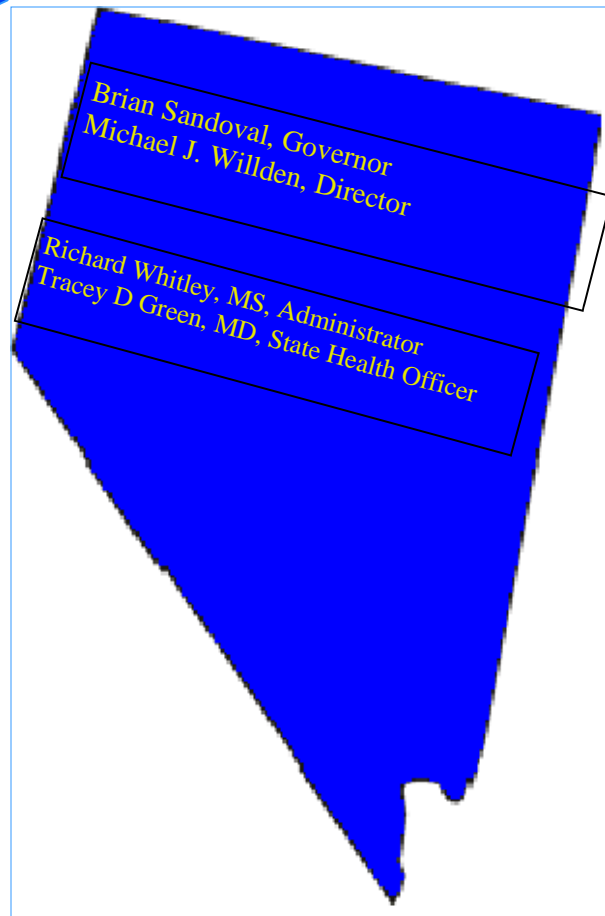 Brian Sandoval, Governor
Michael J. Willden, Director
Richard Whitley, MS, Administrator
Tracey D Green, MD, State Health Officer